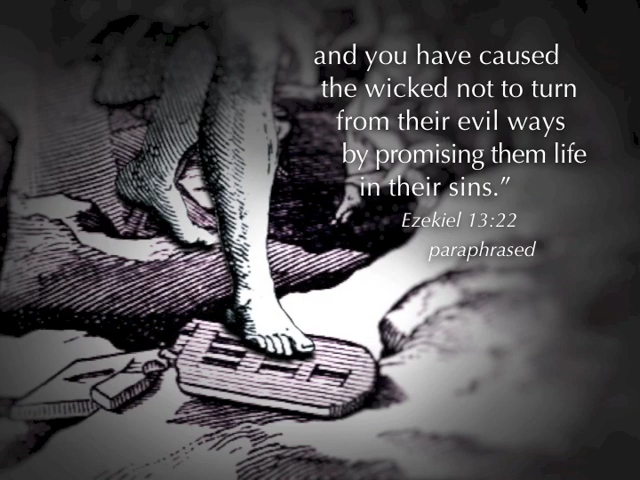 and you have caused
the wicked not to turn
from their evil ways
by promising them life
in their sins.”
Ezekiel 13:22
paraphrased